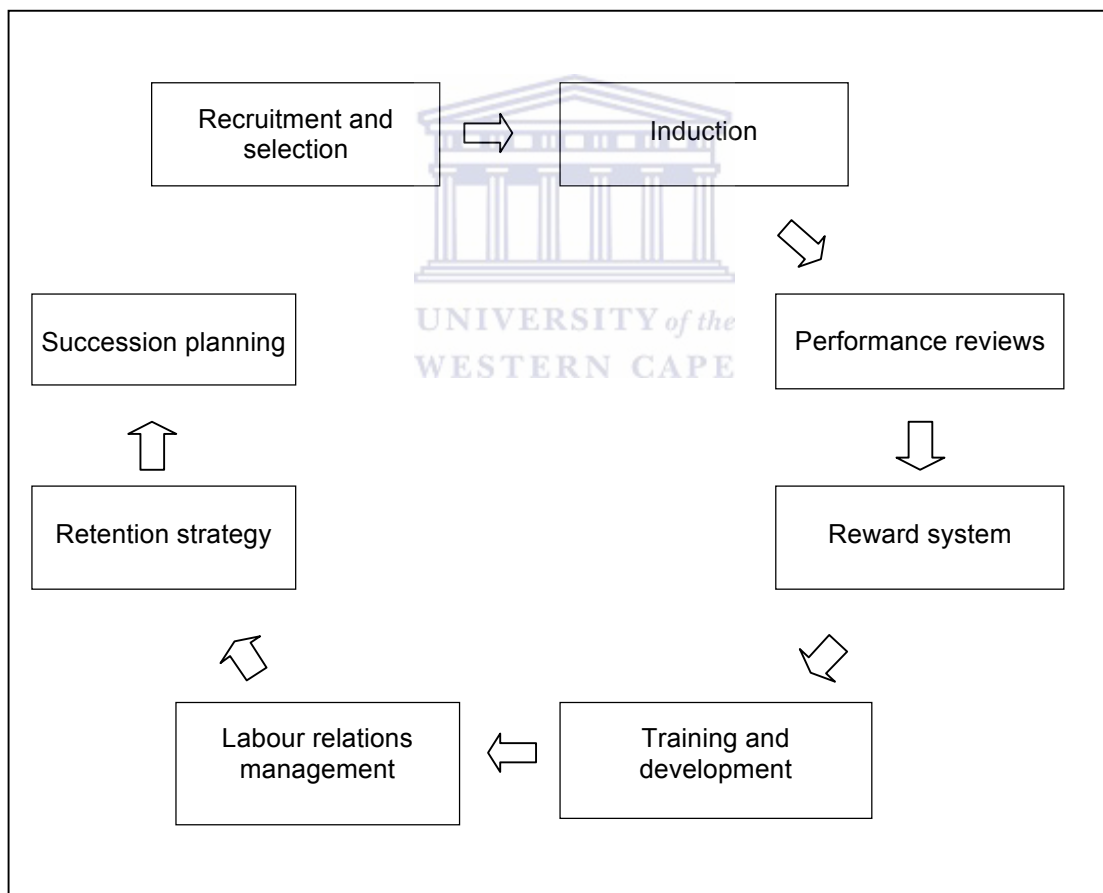 Recruitment and
selection
Induction
UNIVERSITY of the
WESTERN CAPE
Succession planning
Performance reviews
Retention strategy
Reward system
Labour relations
management
Training and
development